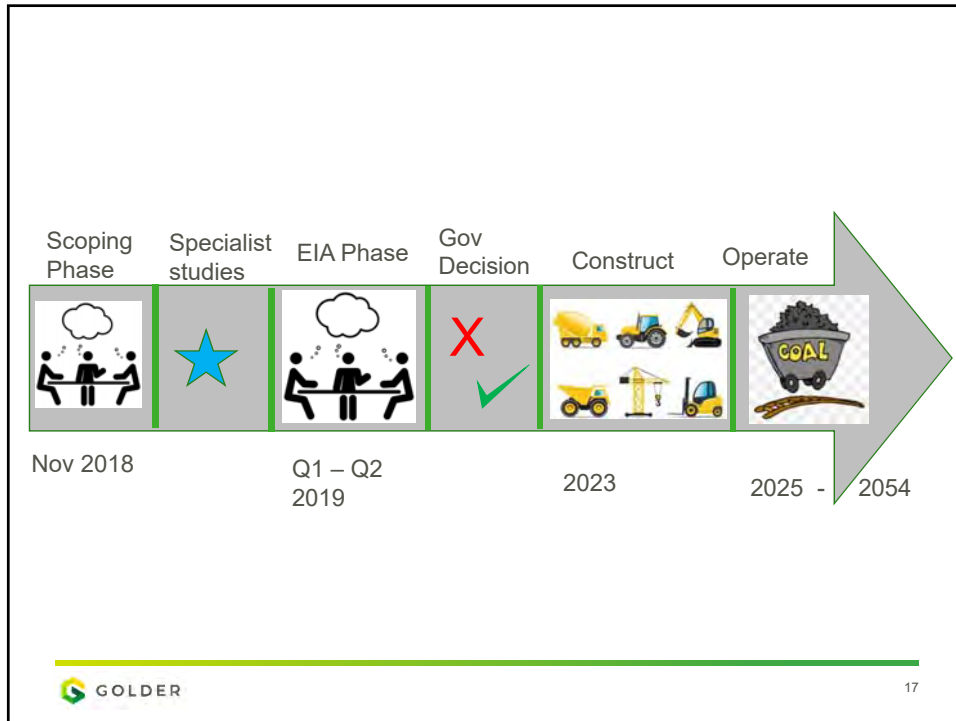 Scoping
Phase
Specialist
studies
EIA Phase
Gov
Decision
Construct
Operate
X
COAL
Nov 2018
Q1 – Q2
2019
2023
2025 - 2054
GOLDER
17